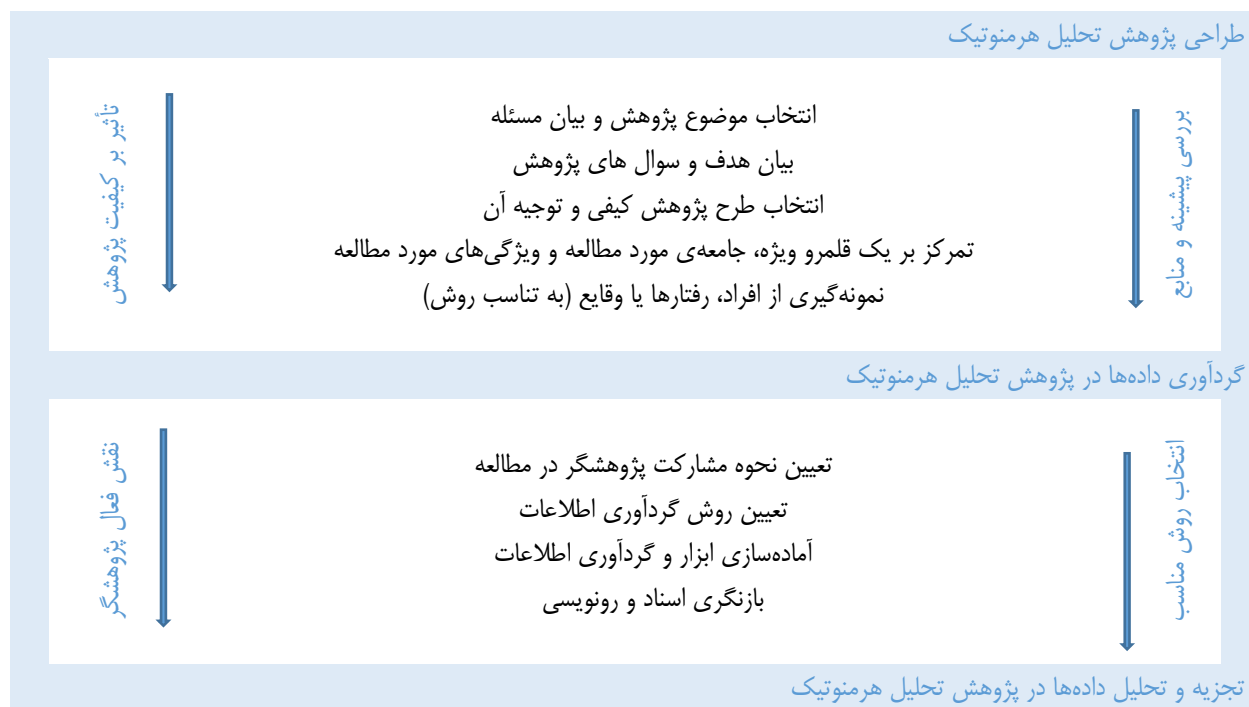 طراحی پژوهش تحلیل هرمنوتیک
بررسی پیشینه و منابع
انتخاب موضوع پژوهش و بیان مسئله
بیان هدف و سوال های پژوهش
انتخاب طرح پژوهش کیفی و توجیه آن
تمرکز بر یک قلمرو ویژه، جامعه‌ی مورد مطالعه و ویژگی‌های مورد مطالعه
نمونه‌گیری از افراد، رفتارها یا وقایع (به تناسب روش)
تأثیر بر کیفیت پژوهش
گردآوری داده‌ها در پژوهش تحلیل هرمنوتیک
انتخاب روش مناسب
تعیین نحوه مشارکت پژوهشگر در مطالعه
تعیین روش گردآوری اطلاعات
آماده‌سازی ابزار و گردآوری اطلاعات
بازنگری اسناد و رونویسی
نقش فعال پژوهشگر
تجزیه و تحلیل داده‌ها در پژوهش تحلیل هرمنوتیک